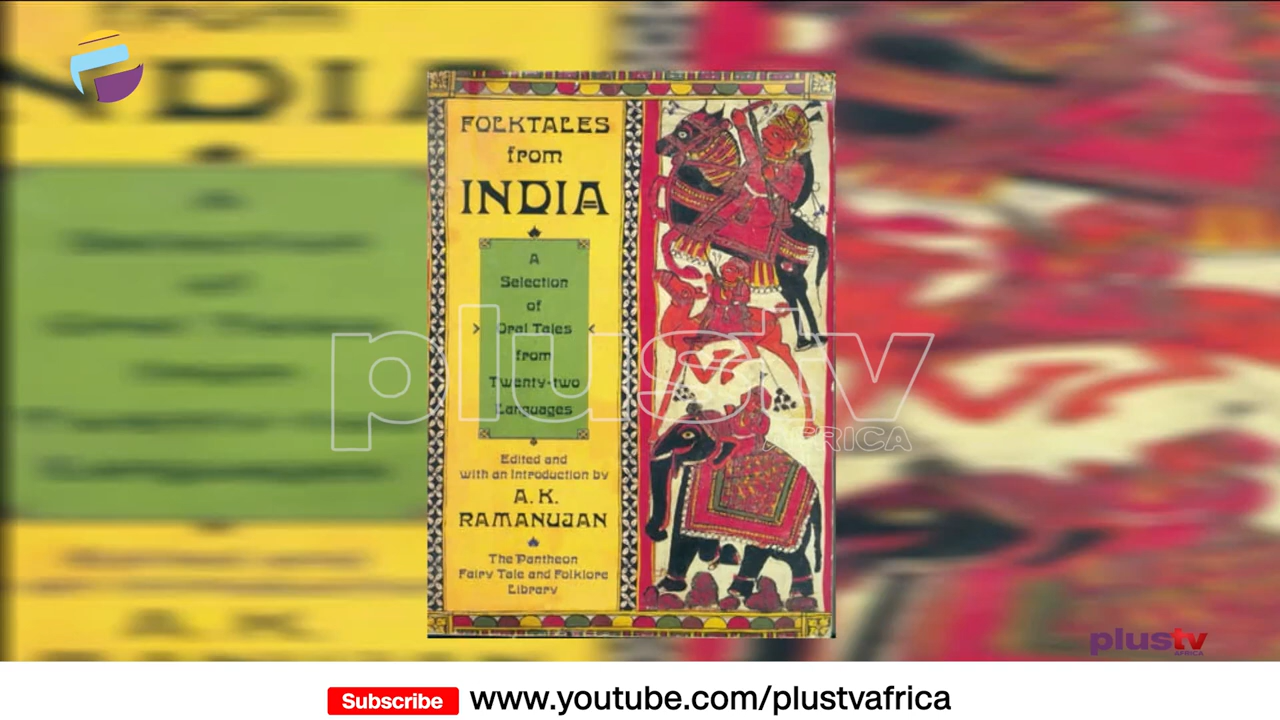 FOLKTALES
from
INDIA
A
Selection
of
Oral Tales
from
Twenty-two
Languages
Edited and
with an Introduction by
A. K.
RAMANUJAN
The Pantheon
Fairy Tale and Folklore
Library
plustv
AFRICA
plustv
AFRICA
Subscribe www.youtube.com/plustvafrica